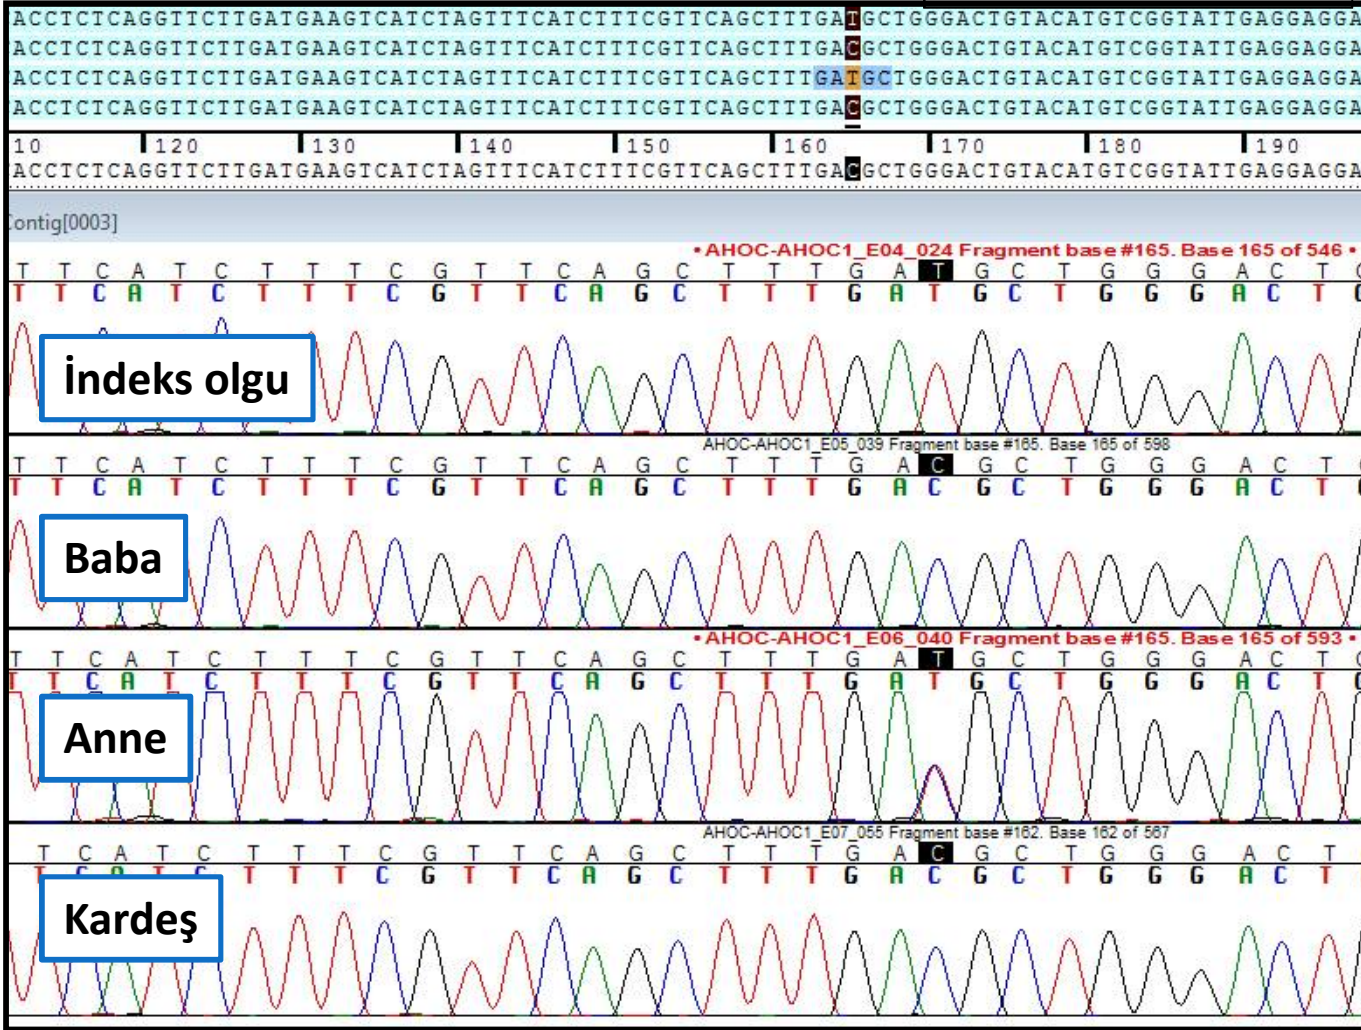 ACCTCTCAGGTTCTTGATGAAGTCATCTAGTTTCATCTTTCGTTCAGCTTTGATGCTGGGACTGTACATGTCGGTATTGAGGAGGA
ACCTCTCAGGTTCTTGATGAAGTCATCTAGTTTCATCTTTCGTTCAGCTTTGACGCTGGGACTGTACATGTCGGTATTGAGGAGGA
ACCTCTCAGGTTCTTGATGAAGTCATCTAGTTTCATCTTTCGTTCAGCTTTGATGCTGGGACTGTACATGTCGGTATTGAGGAGGA
ACCTCTCAGGTTCTTGATGAAGTCATCTAGTTTCATCTTTCGTTCAGCTTTGACGCTGGGACTGTACATGTCGGTATTGAGGAGGA
10 120 130 140 150 160 170 180 190
ACCTCTCAGGTTCTTGATGAAGTCATCTAGTTTCATCTTTCGTTCAGCTTTGACGCTGGGACTGTACATGTCGGTATTGAGGAGGA
Contig[0003]
• AHOC-AHOC1_E04_024 Fragment base #165. Base 165 of 546 •
T T C A T C T T T C G T T C A G C T T T G A T G C T G G G A C T G
T T C A T C T T T C G T T C A G C T T T G A T G C T G G G A C T G
İndeks olgu
AHOC-AHOC1_E05_039 Fragment base #165. Base 165 of 598
T T C A T C T T T C G T T C A G C T T T G A C G C T G G G A C T G
T T C A T C T T T C G T T C A G C T T T G A C G C T G G G A C T G
Baba
• AHOC-AHOC1_E06_040 Fragment base #165. Base 165 of 593 •
T T C A T C T T T C G T T C A G C T T T G A T G C T G G G A C T G
T T C A T C T T T C G T T C A G C T T T G A T G C T G G G A C T G
Anne
AHOC-AHOC1_E07_055 Fragment base #162. Base 162 of 567
T C A T C T T T C G T T C A G C T T T G A C G C T G G G A C T
T C A T C T T T C G T T C A G C T T T G A C G C T G G G A C T
Kardeş